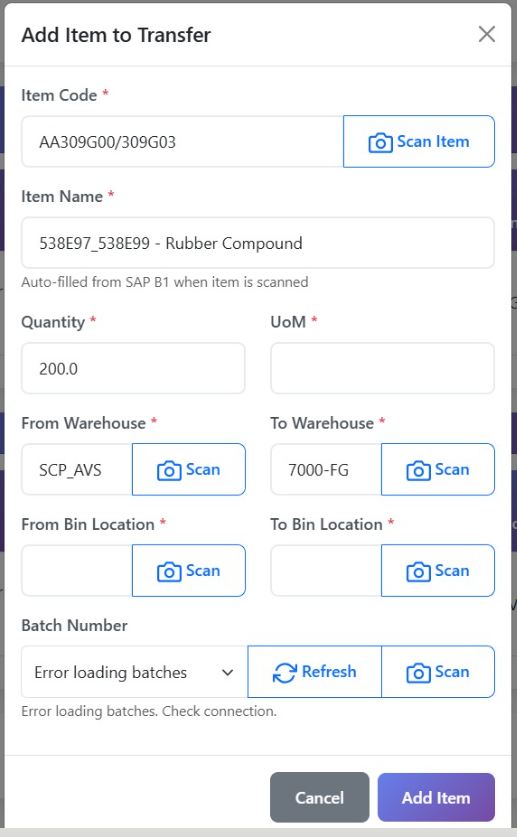 Add Item to Transfer
Item Code *
AA309G00/309G03
Scan Item
Item Name *
538E97_538E99 - Rubber Compound
Auto-filled from SAP B1 when item is scanned
Quantity *
UoM *
200.0
From Warehouse *
To Warehouse *
SCP_AVS
Scan
7000-FG
Scan
From Bin Location *
To Bin Location *
Scan
Scan
Batch Number
Error loading batches
Refresh
Scan
Error loading batches. Check connection.
Cancel
Add Item